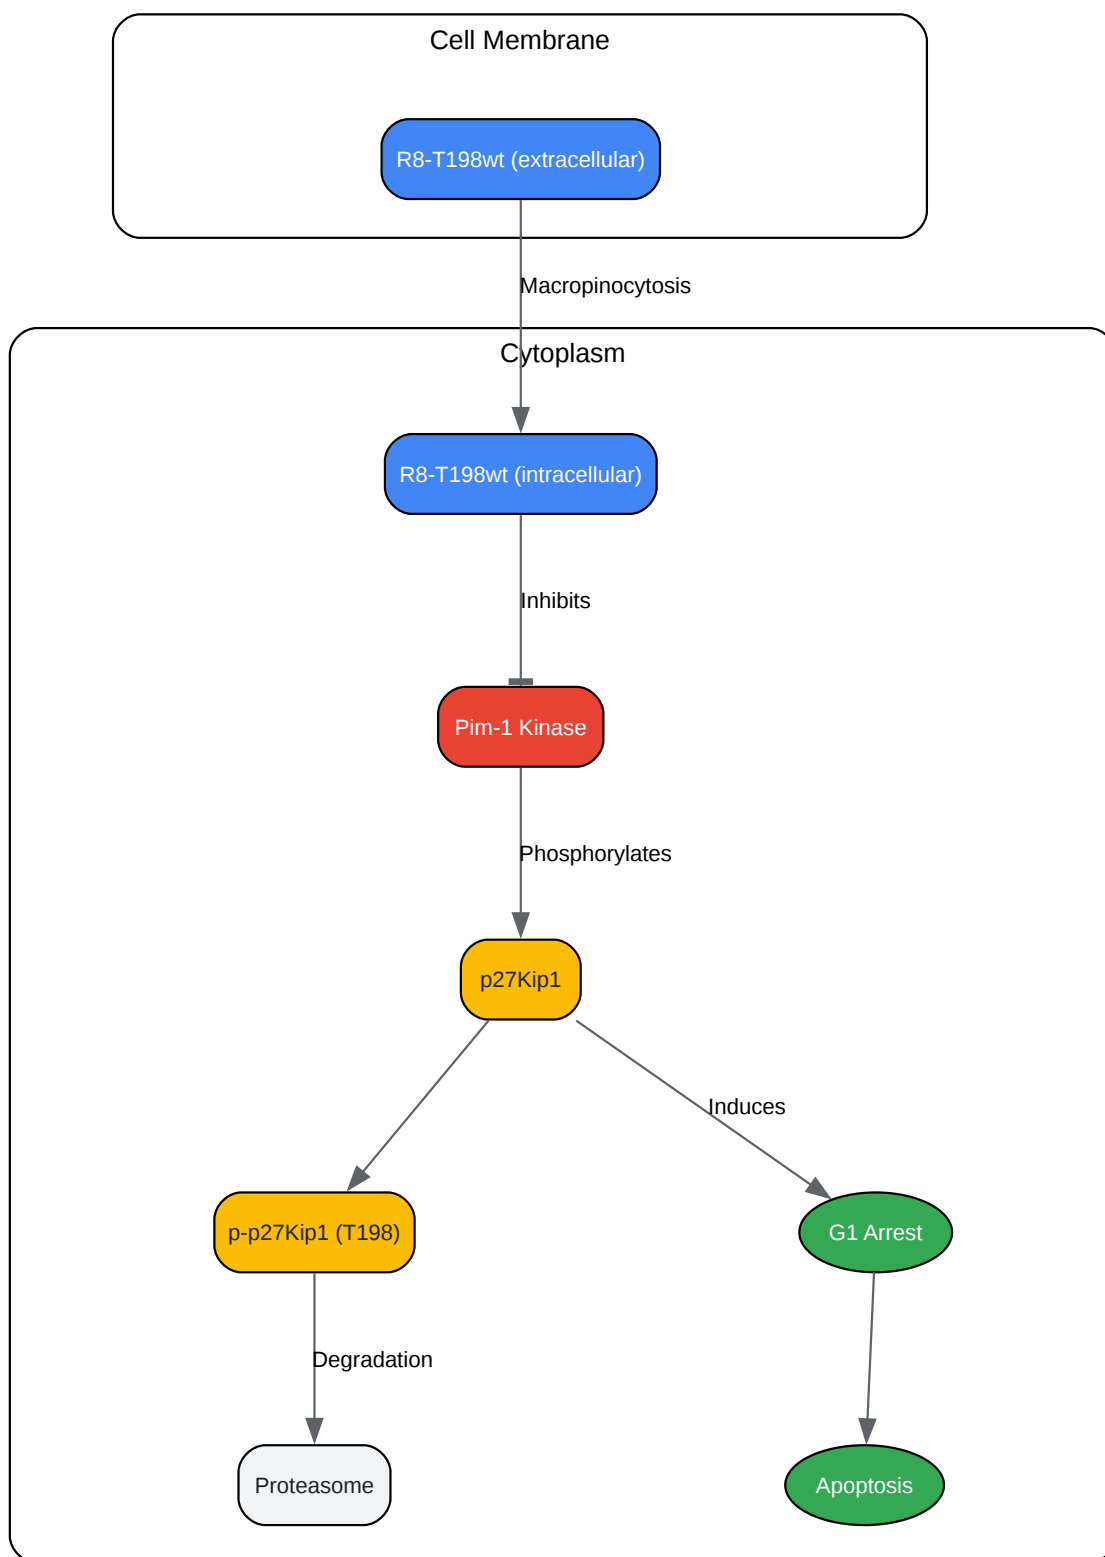 Cell Membrane
R8-T198wt (extracellular)
Macropinocytosis
Cytoplasm
R8-T198wt (intracellular)
Inhibits
Pim-1 Kinase
Phosphorylates
p27Kip1
Induces
p-p27Kip1 (T198)
G1 Arrest
Degradation
Proteasome
Apoptosis